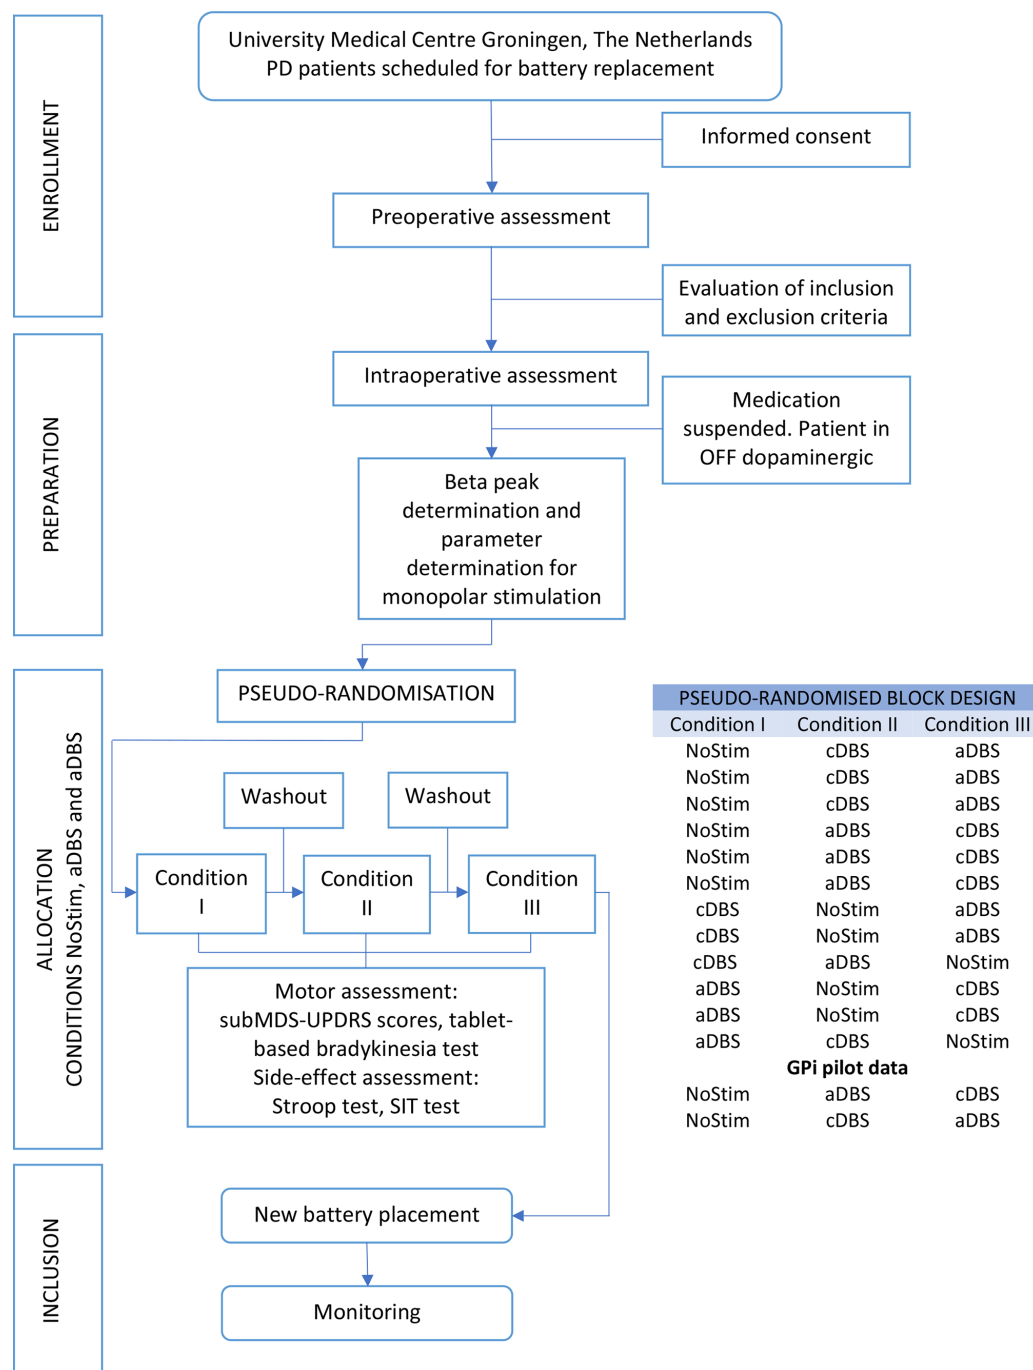 University Medical Centre Groningen, The Netherlands
PD patients scheduled for battery replacement
ENROLLMENT
Informed consent
Preoperative assessment
Evaluation of inclusion
and exclusion criteria
PREPARATION
Intraoperative assessment
Medication
suspended. Patient in
OFF dopaminergic
Beta peak
determination and
parameter
determination for
monopolar stimulation
ALLOCATION
CONDITIONS NoStim, aDBS and aDBS
PSEUDO-RANDOMISATION
Washout
Washout
Condition
I
Condition
II
Condition
III
Motor assessment:
subMDS-UPDRS scores, tablet-
based bradykinesia test
Side-effect assessment:
Stroop test, SIT test
PSEUDO-RANDOMISED BLOCK DESIGN
Condition I Condition II Condition III
NoStim cDBS aDBS
NoStim cDBS aDBS
NoStim cDBS aDBS
NoStim aDBS cDBS
NoStim aDBS cDBS
NoStim aDBS cDBS
cDBS NoStim aDBS
cDBS NoStim aDBS
cDBS aDBS NoStim
aDBS NoStim cDBS
aDBS NoStim cDBS
aDBS cDBS NoStim
GPi pilot data
NoStim aDBS cDBS
NoStim cDBS aDBS
INCLUSION
New battery placement
Monitoring